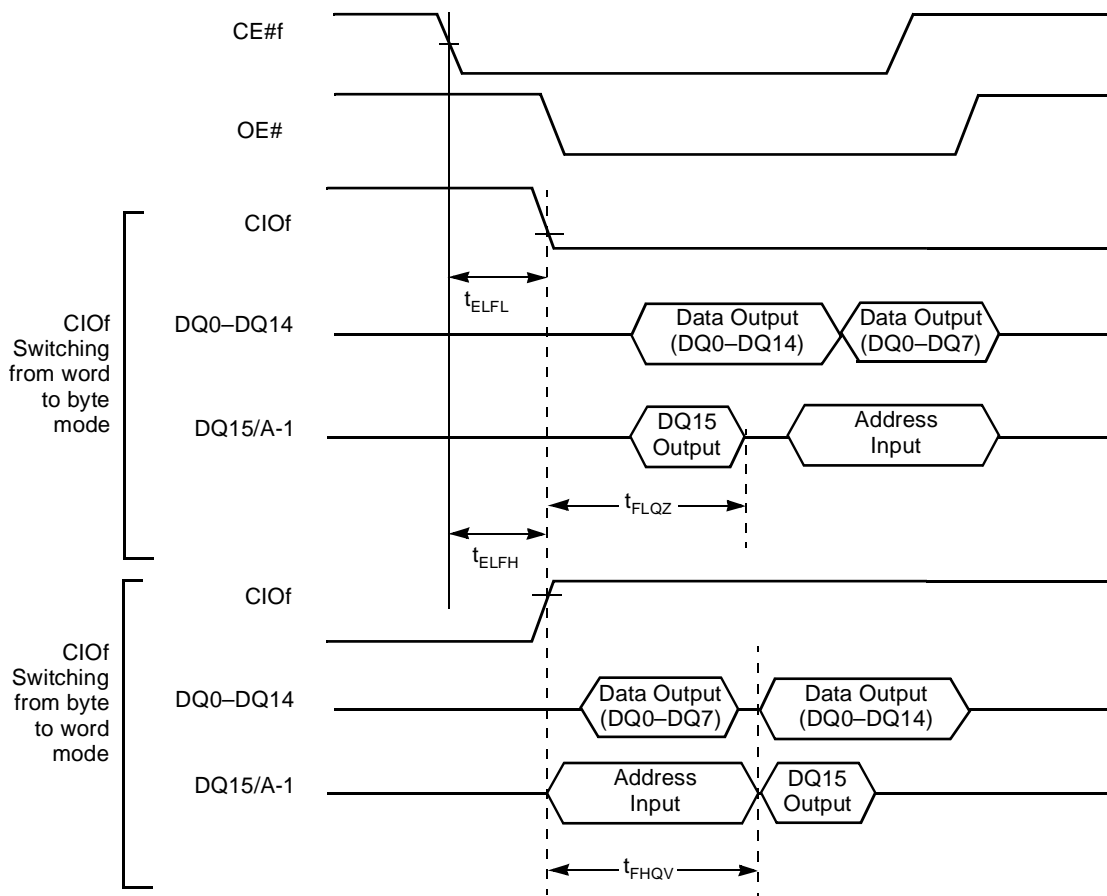 CE#f
OE#
CIOf
tELFL
CIOf
Switching
from word
to byte
mode
DQ0–DQ14
Data Output
(DQ0–DQ14)
Data Output
(DQ0–DQ7)
DQ15/A-1
DQ15
Output
Address
Input
tFLQZ
tELFH
CIOf
CIOf
Switching
from byte
to word
mode
DQ0–DQ14
Data Output
(DQ0–DQ7)
Data Output
(DQ0–DQ14)
DQ15/A-1
Address
Input
DQ15
Output
tFHQV